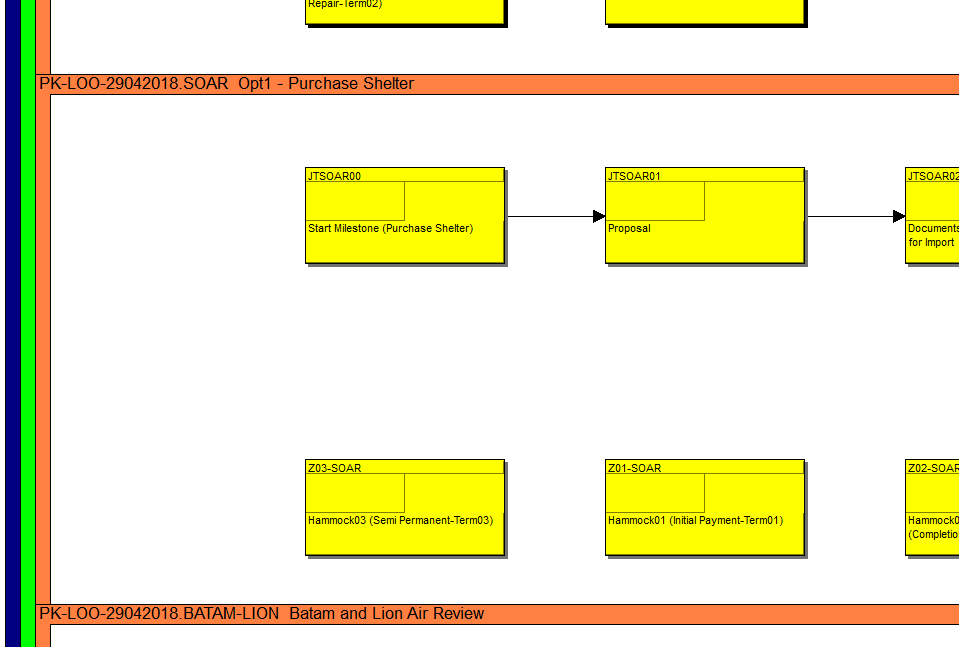 Repair-Term02)
PK-LOO-29042018.SOAR  Opt1 - Purchase Shelter
JTSOAR00
Start Milestone (Purchase Shelter)
JTSOAR01
Proposal
JTSOAR02
Documents
for Import
Z03-SOAR
Hammock03 (Semi Permanent-Term03)
Z01-SOAR
Hammock01 (Initial Payment-Term01)
Z02-SOAR
Hammock0
(Completio
PK-LOO-29042018.BATAM-LION  Batam and Lion Air Review